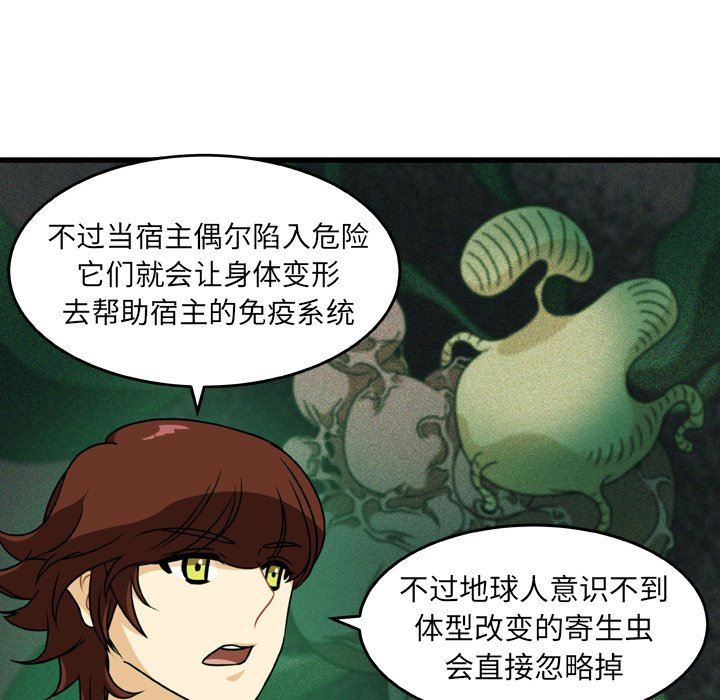 不过当宿主偶尔陷入危险
它们就会让身体变形
去帮助宿主的免疫系统
不过地球人意识不到
体型改变的寄生虫
会直接忽略掉